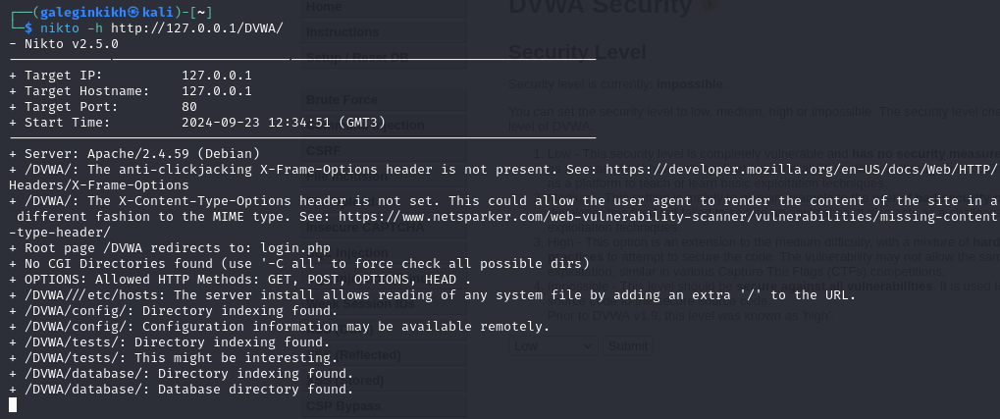 ┌──(galeginkikh㉿kali)-[~]
└─$ nikto -h http://127.0.0.1/DVWA/
- Nikto v2.5.0
+ Target IP:          127.0.0.1
+ Target Hostname:    127.0.0.1
+ Target Port:        80
+ Start Time:         2024-09-23 12:34:51 (GMT3)
+ Server: Apache/2.4.59 (Debian)
+ /DVWA/: The anti-clickjacking X-Frame-Options header is not present. See: https://developer.mozilla.org/en-US/docs/Web/HTTP/
Headers/X-Frame-Options
+ /DVWA/: The X-Content-Type-Options header is not set. This could allow the user agent to render the content of the site in a
 different fashion to the MIME type. See: https://www.netsparker.com/web-vulnerability-scanner/vulnerabilities/missing-content
-type-header/
+ Root page /DVWA redirects to: login.php
+ No CGI Directories found (use '-C all' to force check all possible dirs)
+ OPTIONS: Allowed HTTP Methods: GET, POST, OPTIONS, HEAD .
+ /DVWA///etc/hosts: The server install allows reading of any system file by adding an extra '/' to the URL.
+ /DVWA/config/: Directory indexing found.
+ /DVWA/config/: Configuration information may be available remotely.
+ /DVWA/tests/: Directory indexing found.
+ /DVWA/tests/: This might be interesting.
+ /DVWA/database/: Directory indexing found.
+ /DVWA/database/: Database directory found.
Home
Instructions
Setup / Reset DB
Brute Force
CSRF
Insecure CAPTCHA
CSP Bypass
DVWA Security
Security Level
Security level is currently: impossible
You can set the security level to low, medium, high or impossible. The security level
level of DVWA.
1. Low - This security level is completely vulnerable and has no security
as a platform to teach or learn basic exploitation techniques.
exploitation techniques.
3. High - This option is an extension to the medium difficulty, with a mixture of
practices to attempt to secure the code. The vulnerability may not allow the
exploitation, similar in various Capture The Flags (CTFs) competitions.
4. Impossible - This level should be secure against all vulnerabilities. It is used
Prior to DVWA v1.9, this level was known as 'high'.
Low
Submit